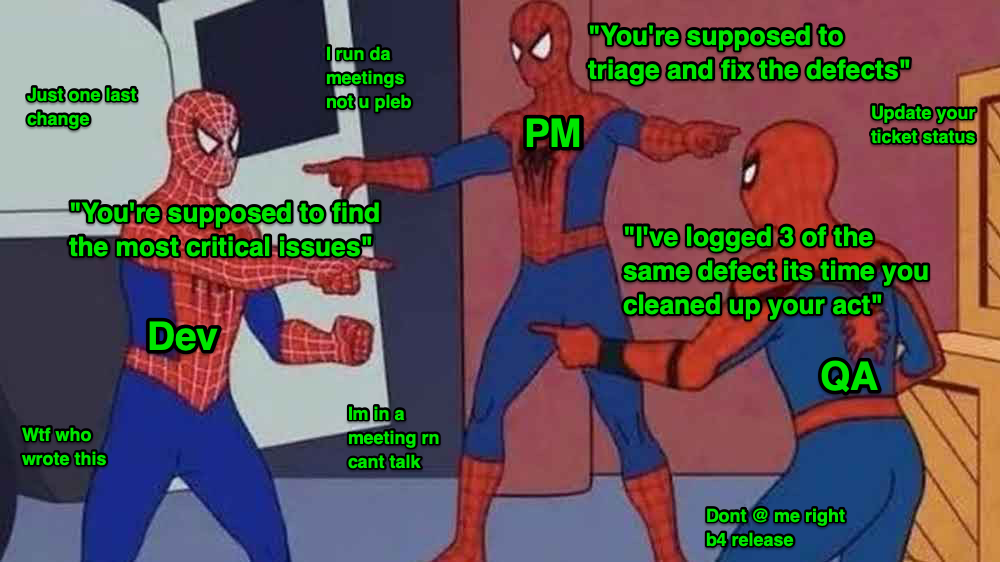 "You're supposed to
triage and fix the defects"
I run da
meetings
not u pleb
Just one last
change
Update your
ticket status
PM
"You're supposed to find
the most critical issues"
"I've logged 3 of the
same defect its time you
cleaned up your act"
Dev
QA
Im in a
meeting rn
cant talk
Wtf who
wrote this
Dont @ me right
b4 release